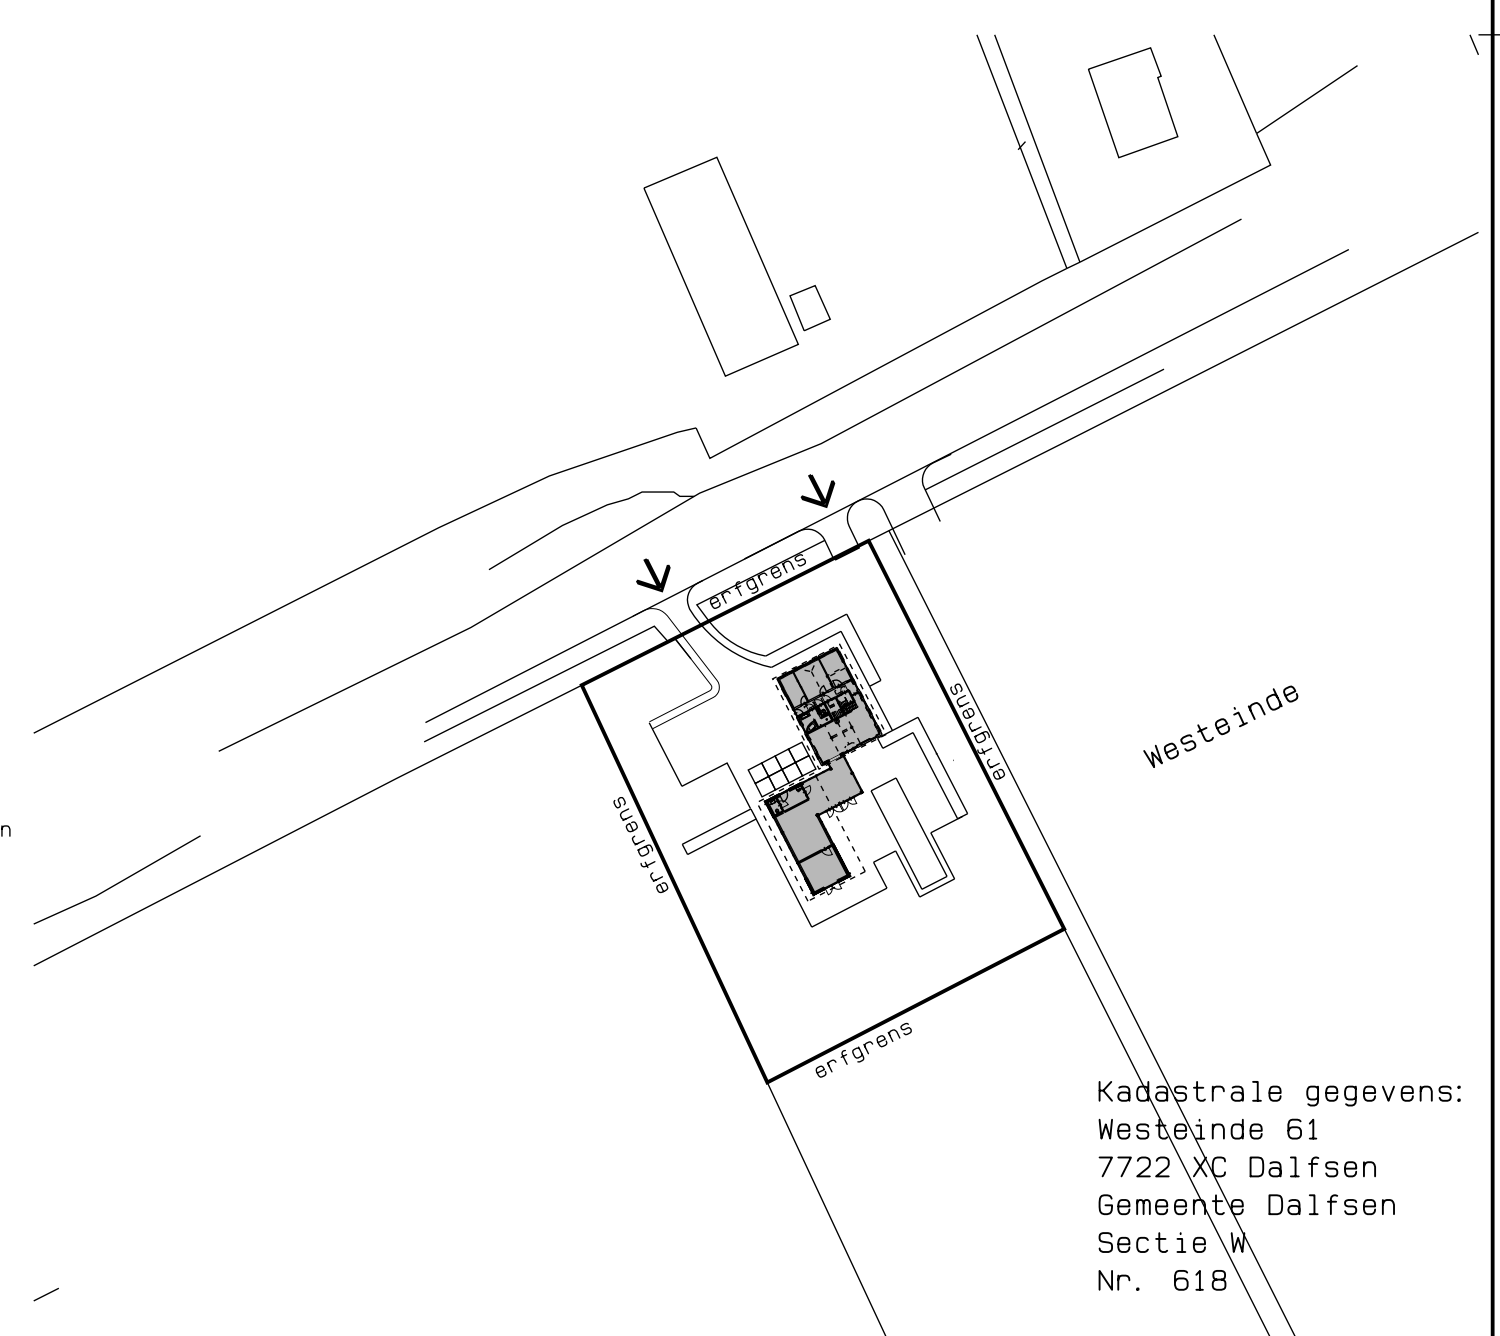 erfgrens
erfgrens
Westeinde
erfgrens
n
erfgrens
Kadastrale gegevens:
Westeinde 61
7722 XC Dalfsen
Gemeente Dalfsen
Sectie W
Nr. 618